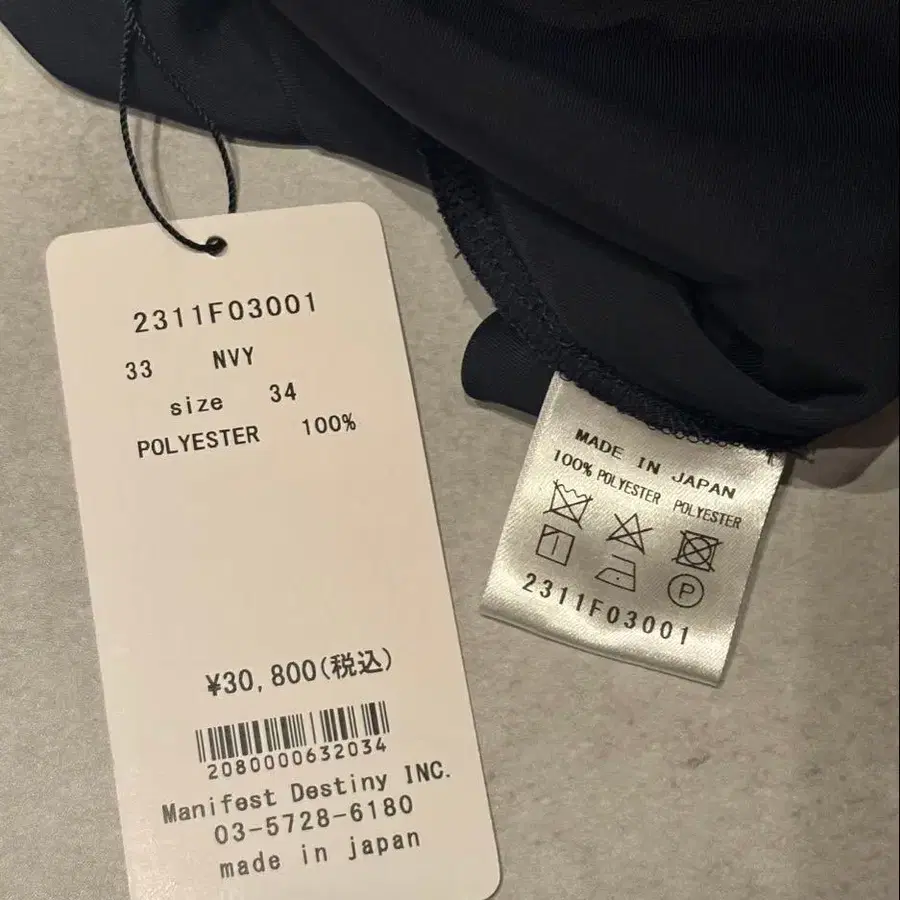 2311F03001
33 NVY
size 34
POLYESTER 100%
¥30,800(税込)
2080000632034
Manifest Destiny INC.
03-5728-6180
made in japan
MADE IN JAPAN
100% POLYESTER POLYESTER
P
2311F03001